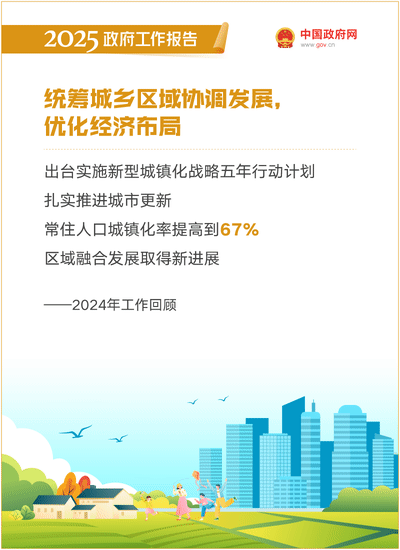 2025政府工作报告
中国政府网
www.gov.cn
统筹城乡区域协调发展，
优化经济布局
出台实施新型城镇化战略五年行动计划
扎实推进城市更新
常住人口城镇化率提高到67%
区域融合发展取得新进展
——2024年工作回顾